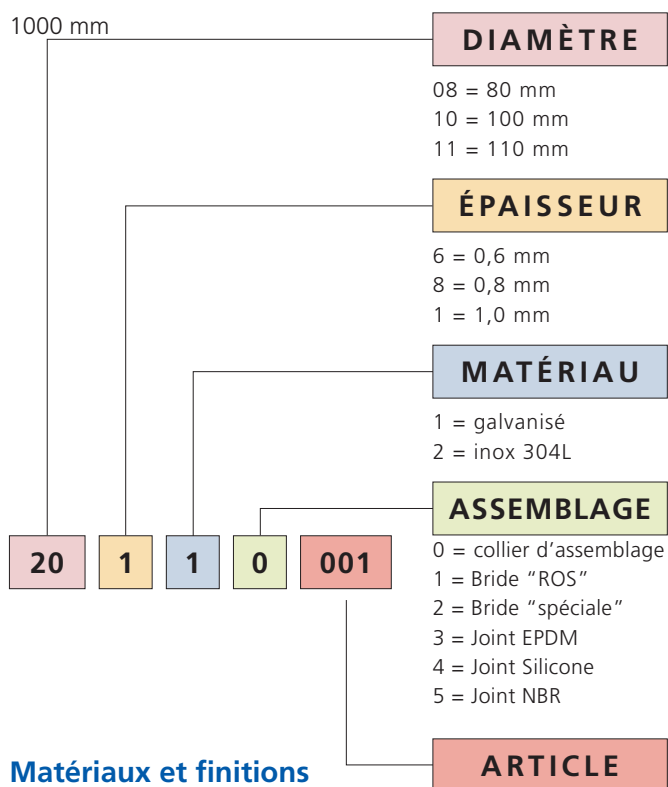 1000 mm
DIAMÈTRE
08 = 80 mm
10 = 100 mm
11 = 110 mm
ÉPAISSEUR
6 = 0,6 mm
8 = 0,8 mm
1 = 1,0 mm
MATÉRIAU
1 = galvanisé
2 = inox 304L
ASSEMBLAGE
0 = collier d’assemblage
1 = Bride “ROS”
2 = Bride “spéciale”
3 = Joint EPDM
4 = Joint Silicone
5 = Joint NBR
20 1 1 0 001
ARTICLE
Matériaux et finitions